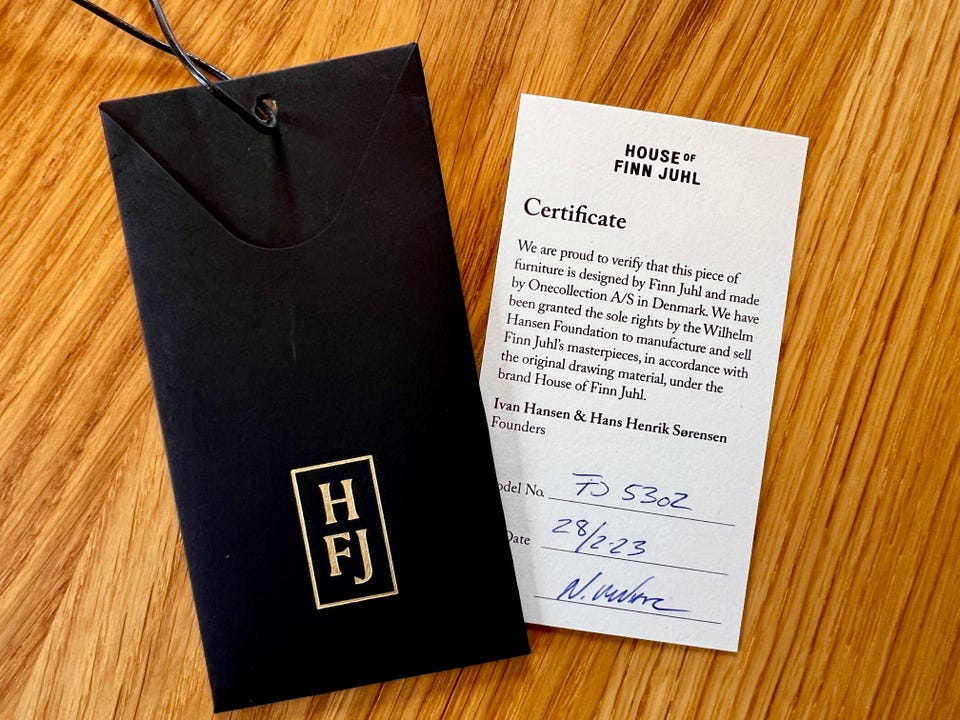 H
FJ
HOUSE OF
FINN JUHL
Certificate
We are proud to verify that this piece of
furniture is designed by Finn Juhl and made
by Onecollection A/S in Denmark. We have
been granted the sole rights by the Wilhelm
Hansen Foundation to manufacture and sell
Finn Juhl's masterpieces, in accordance with
the original drawing material, under the
brand House of Finn Juhl.
Ivan Hansen & Hans Henrik Sørensen
Founders
odel No. FJ 5302
Date 28/2-23